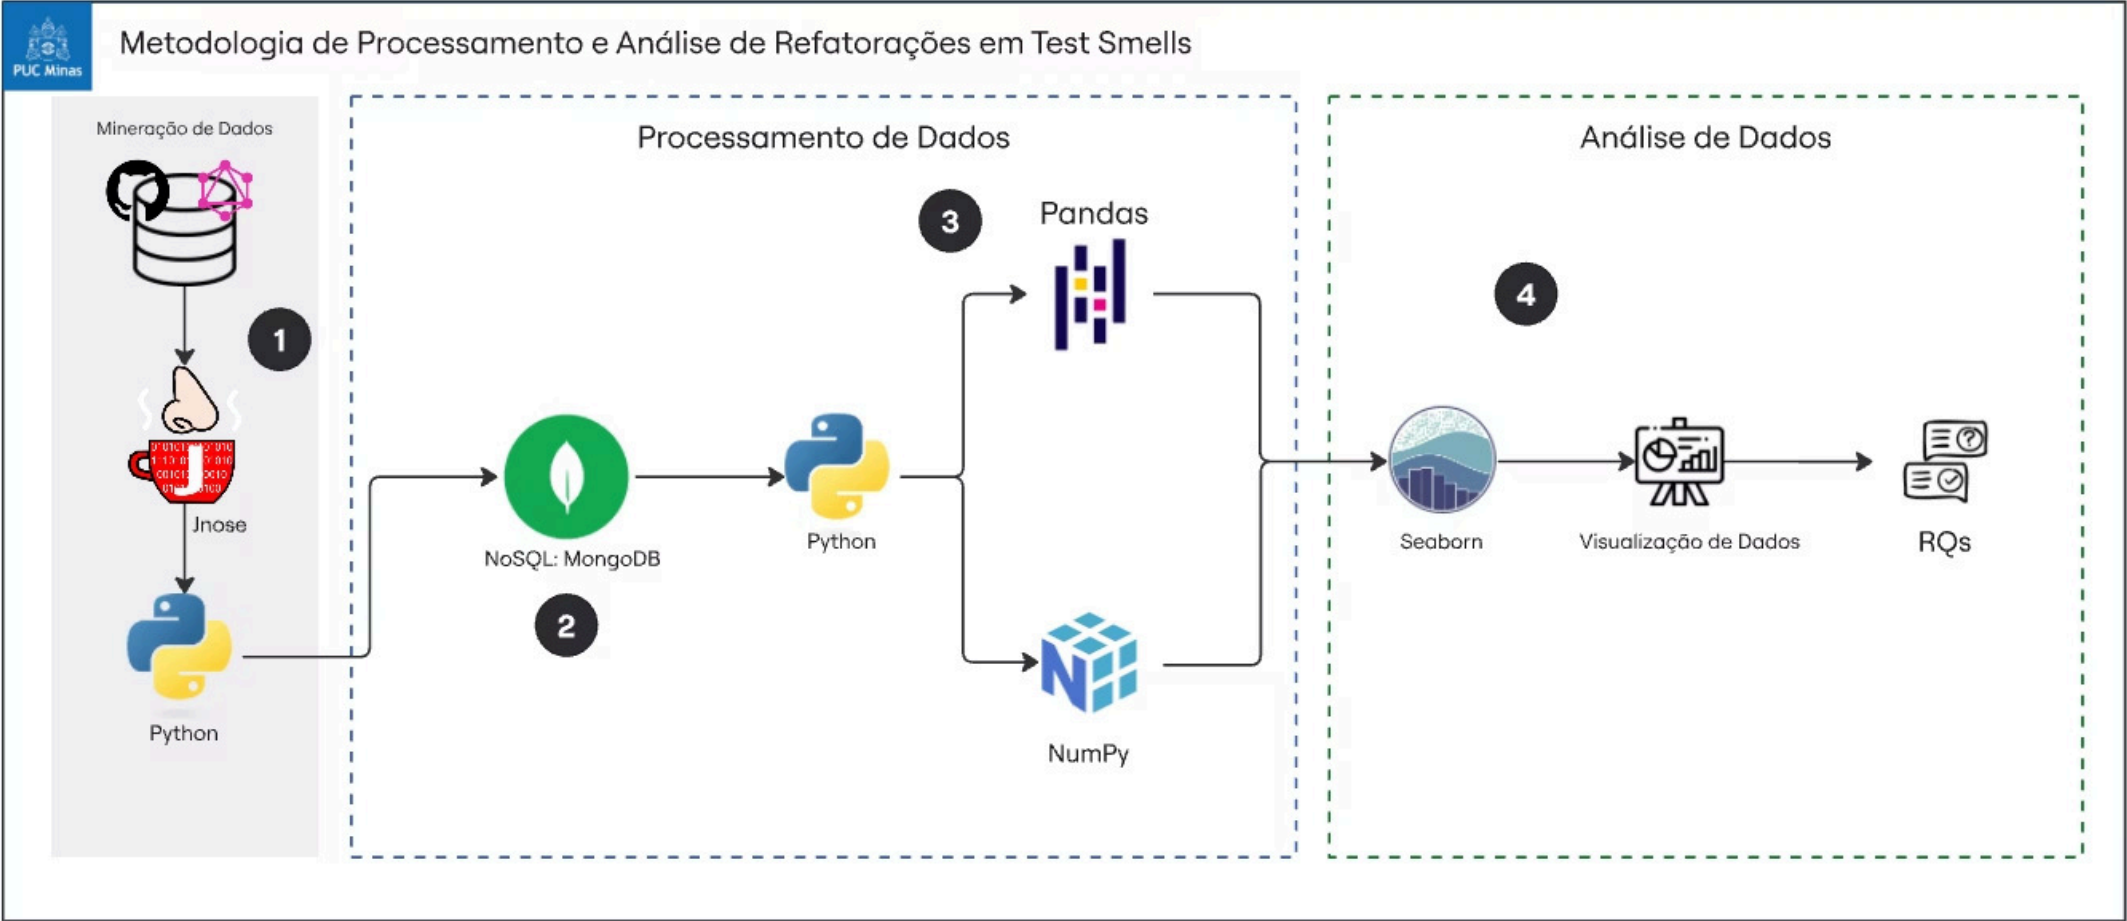 PUC Minas
Metodologia de Processamento e Análise de Refatorações em Test Smells
Mineração de Dados
1
J
Jnose
Python
Processamento de Dados
NoSQL: MongoDB
2
Python
3
Pandas
N
NumPy
Análise de Dados
4
Seaborn
Visualização de Dados
?
RQs